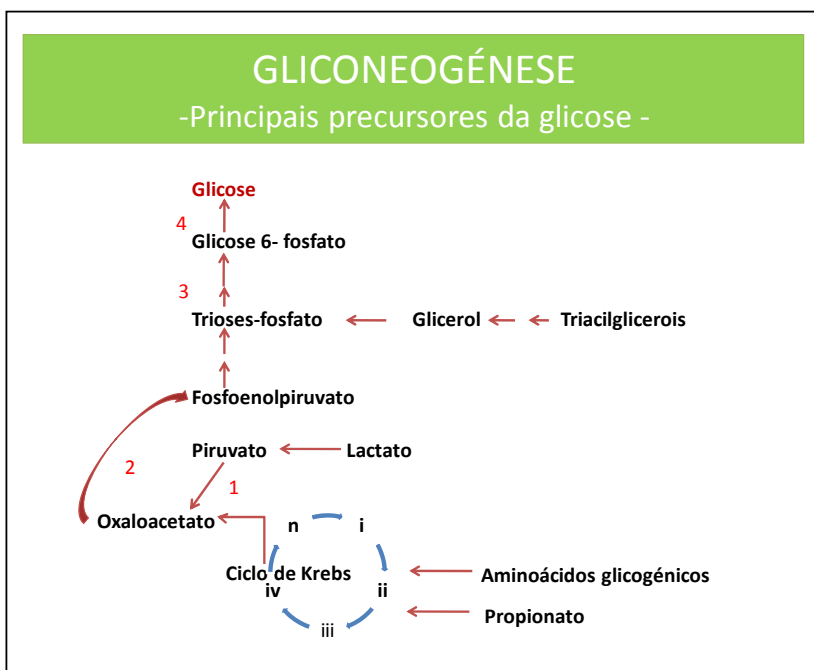 GLICONEOGÉNESE
-Principais precursores da glicose -
Glicose
4
Glicose 6- fosfato
3
Trioses-fosfato
Glicerol
Triacilglicerois
Fosfoenolpiruvato
Piruvato
Lactato
2
1
Oxaloacetato
n
i
Ciclo de Krebs
Aminoácidos glicogénicos
iv
ii
Propionato
iii